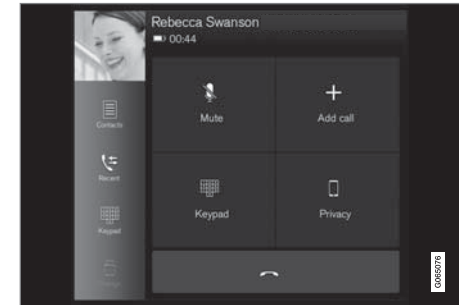 Rebecca Swanson
00:44
Contacts
Mute
Add call
Recent
Keypad
Keypad
Privacy
G065076